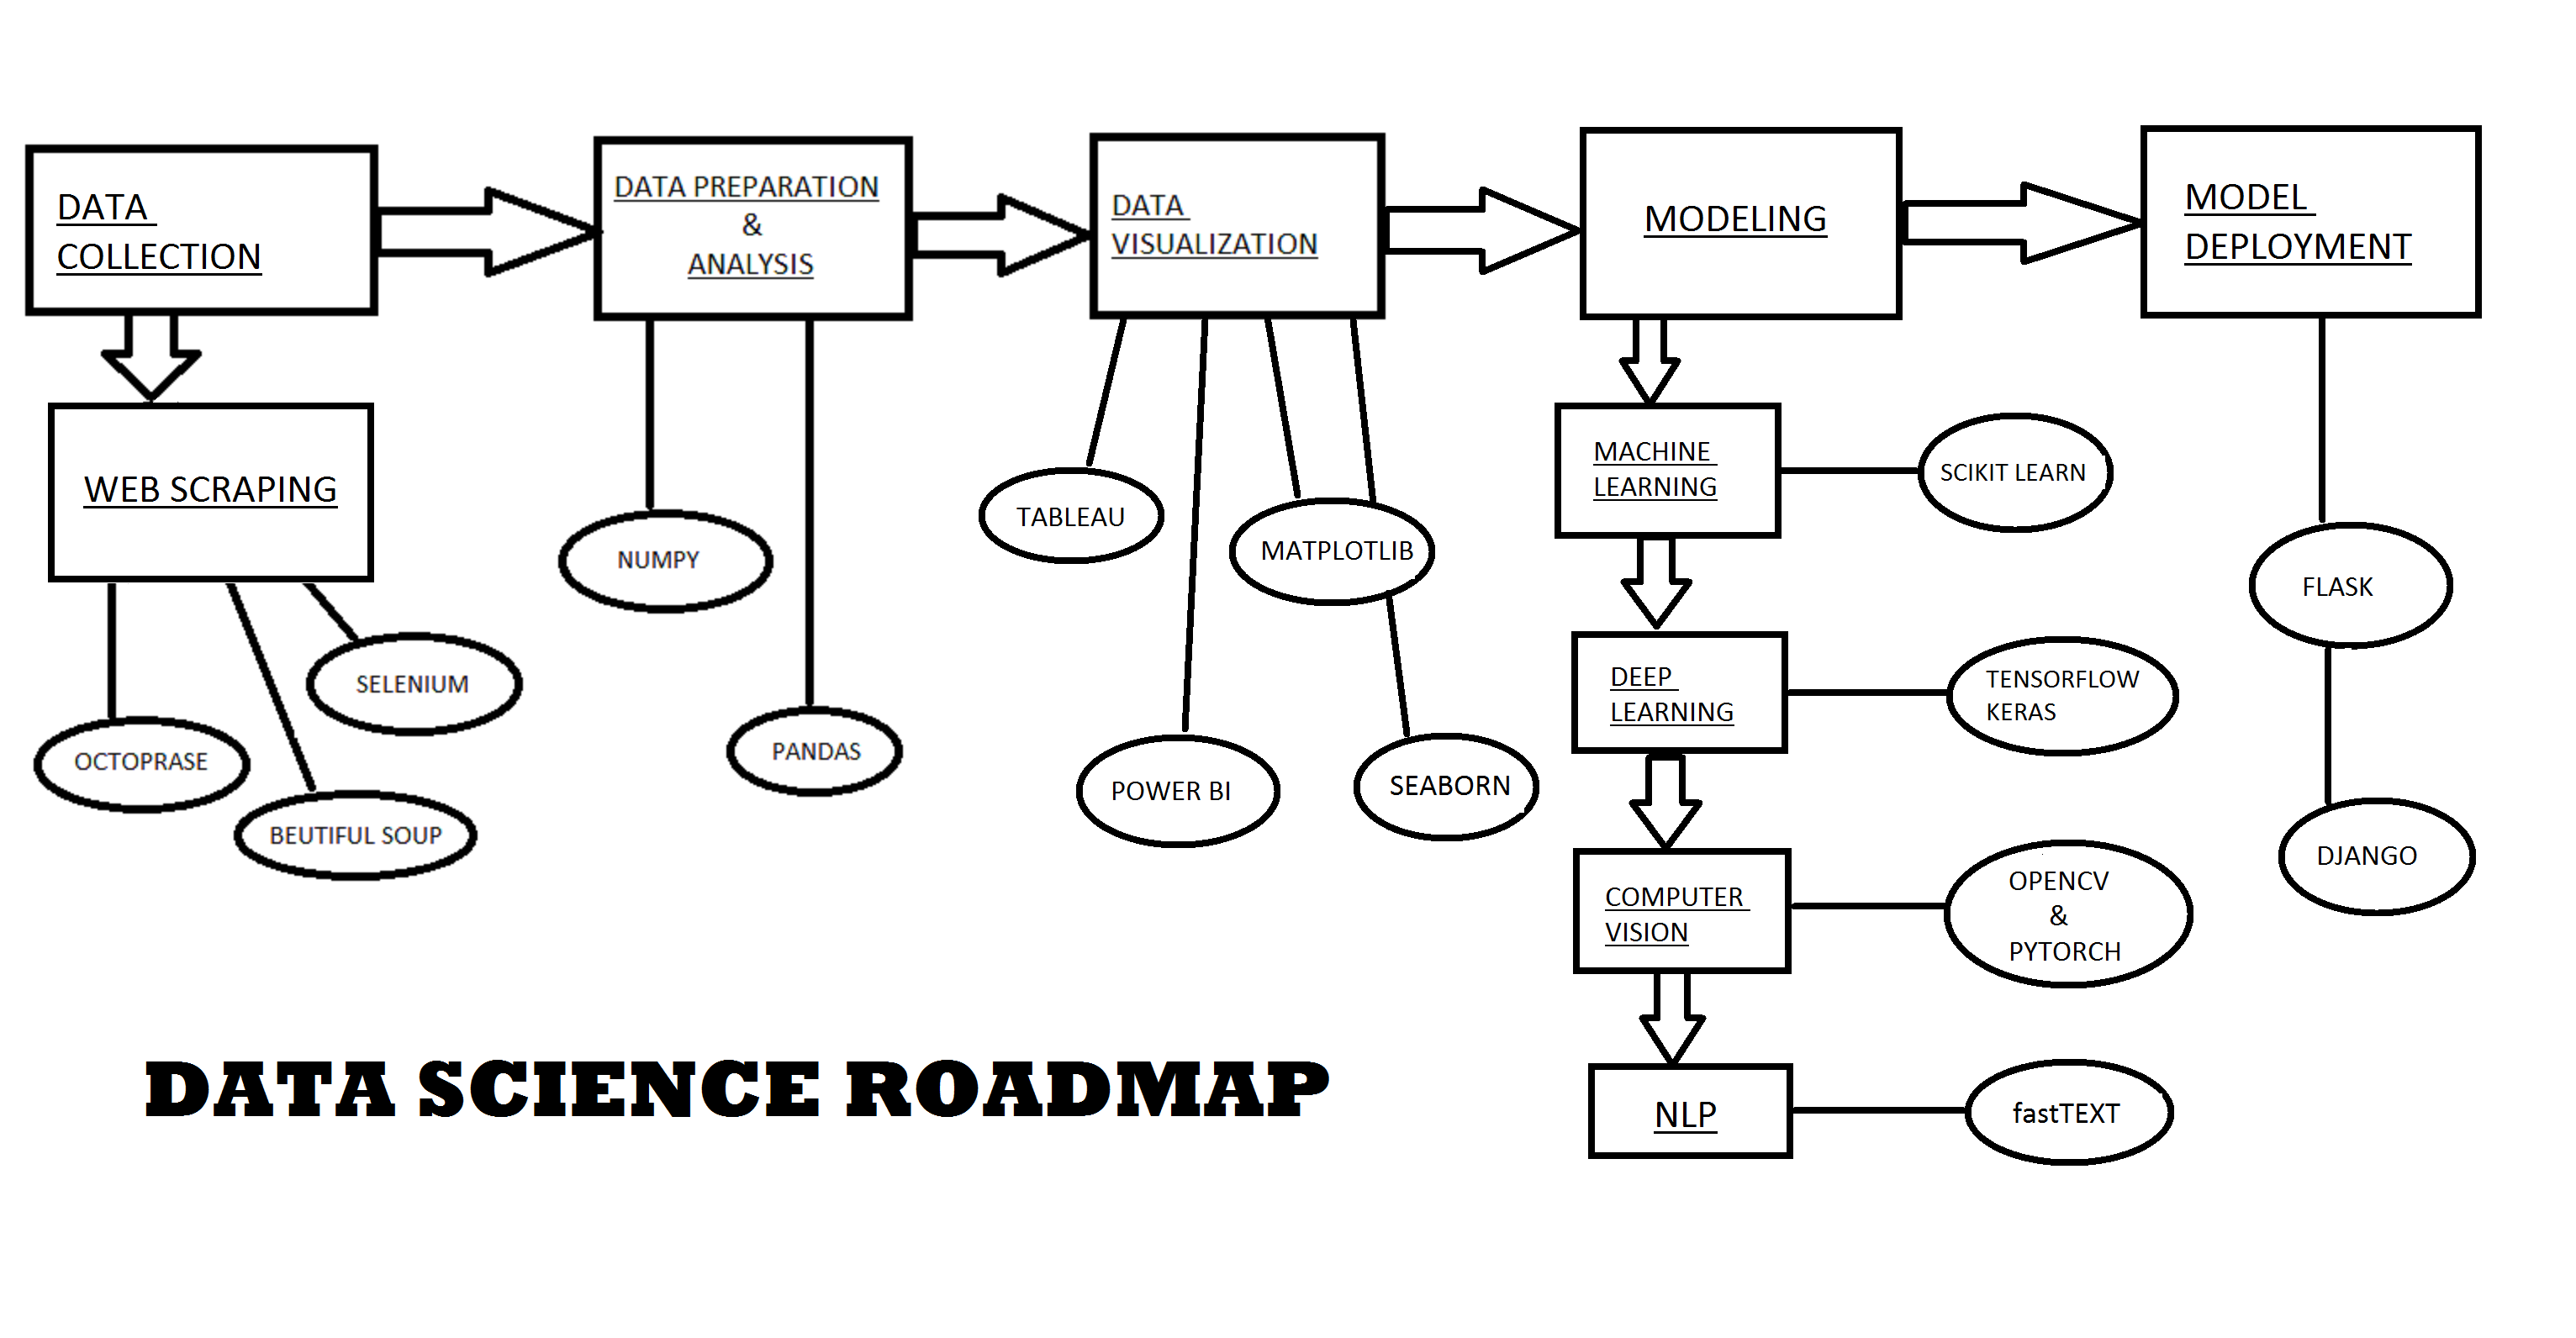 DATA
COLLECTION
DATA PREPARATION
&
ANALYSIS
DATA
VISUALIZATION
MODELING
MODEL
DEPLOYMENT
WEB SCRAPING
OCTOPRASE
BEUTIFUL SOUP
SELENIUM
NUMPY
PANDAS
TABLEAU
POWER BI
MATPLOTLIB
SEABORN
MACHINE
LEARNING
SCIKIT LEARN
DEEP
LEARNING
TENSORFLOW
KERAS
COMPUTER
VISION
OPENCV
&
PYTORCH
NLP
fastTEXT
FLASK
DJANGO
DATA SCIENCE ROADMAP